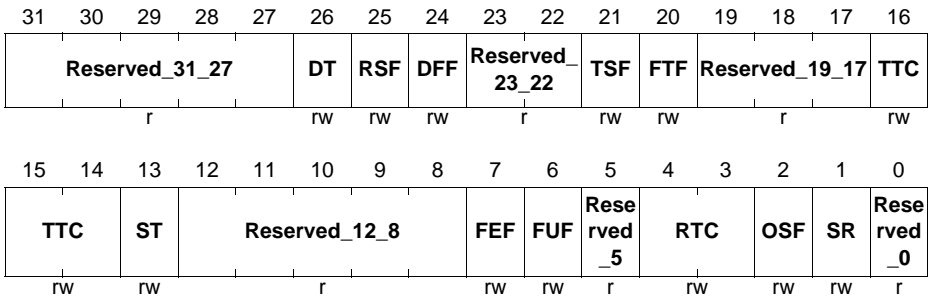 31 30 29 28 27 26 25 24 23 22 21 20 19 18 17 16
Reserved_31_27 DT RSF DFF Reserved_ 23_22 TSF FTF Reserved_19_17 TTC
r rw rw rw r rw rw r rw
15 14 13 12 11 10 9 8 7 6 5 4 3 2 1 0
TTC ST Reserved_12_8 FEF FUF Rese rved _5 RTC OSF SR Rese rved _0
rw rw r rw rw r rw rw rw r